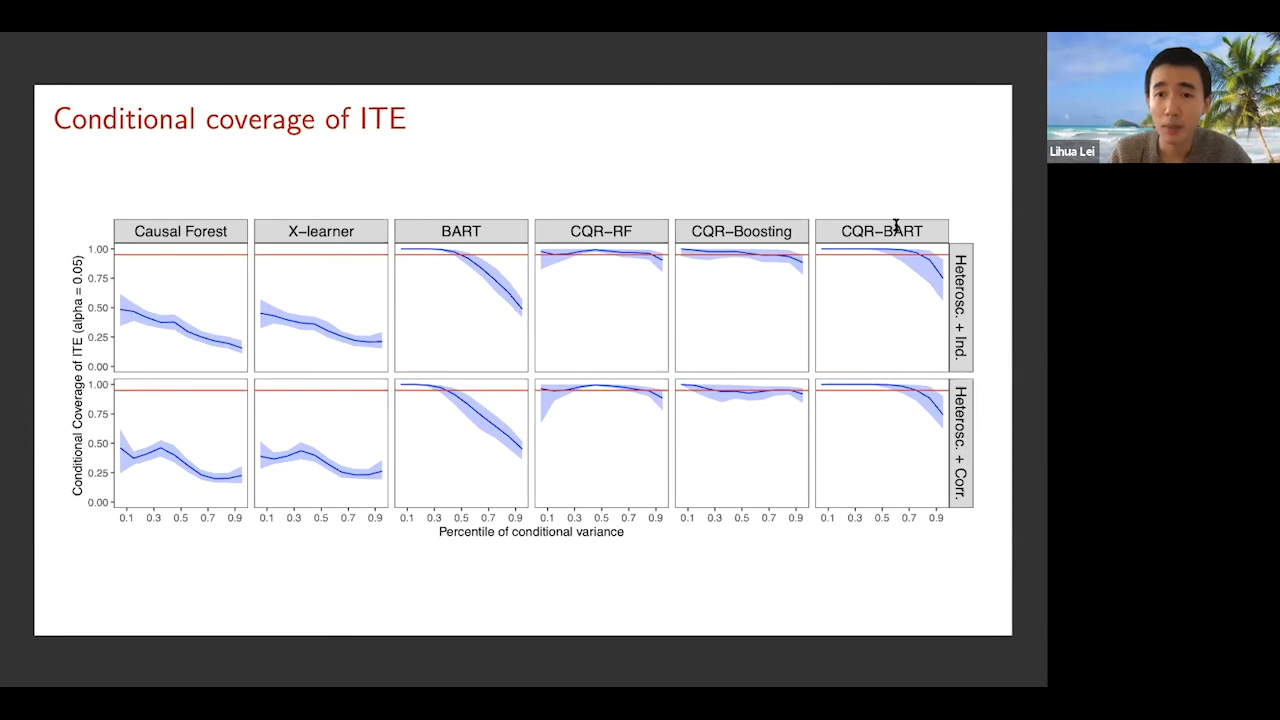 Conditional coverage of ITE
Lihua Lei
Causal Forest
X−learner
BART
CQR−RF
CQR−Boosting
CQR−BART
Conditional Coverage of ITE (alpha = 0.05)
1.00
0.75
0.50
0.25
0.00
Heterosc. + Ind.
1.00
0.75
0.50
0.25
0.00
Heterosc. + Corr.
0.1 0.3 0.5 0.7 0.9 0.1 0.3 0.5 0.7 0.9 0.1 0.3 0.5 0.7 0.9 0.1 0.3 0.5 0.7 0.9 0.1 0.3 0.5 0.7 0.9 0.1 0.3 0.5 0.7 0.9
Percentile of conditional variance